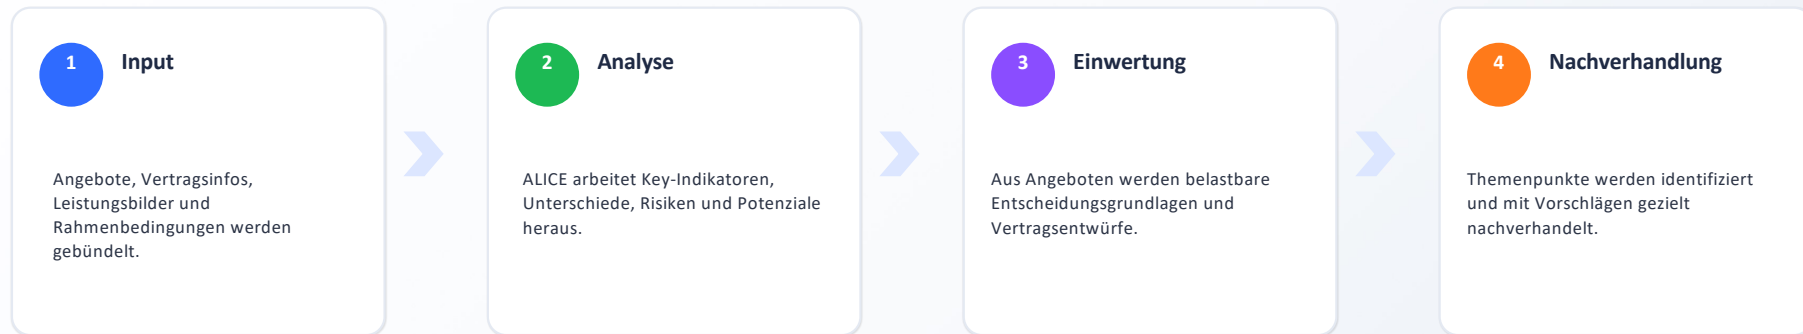 1 Input
Angebote, Vertragsinfos,
Leistungsbilder und
Rahmenbedingungen werden
gebündelt.
2 Analyse
ALICE arbeitet Key-Indikatoren,
Unterschiede, Risiken und Potenziale
heraus.
3 Einwertung
Aus Angeboten werden belastbare
Entscheidungsgrundlagen und
Vertragsentwürfe.
4 Nachverhandlung
Themenpunkte werden identifiziert
und mit Vorschlägen gezielt
nachverhandelt.